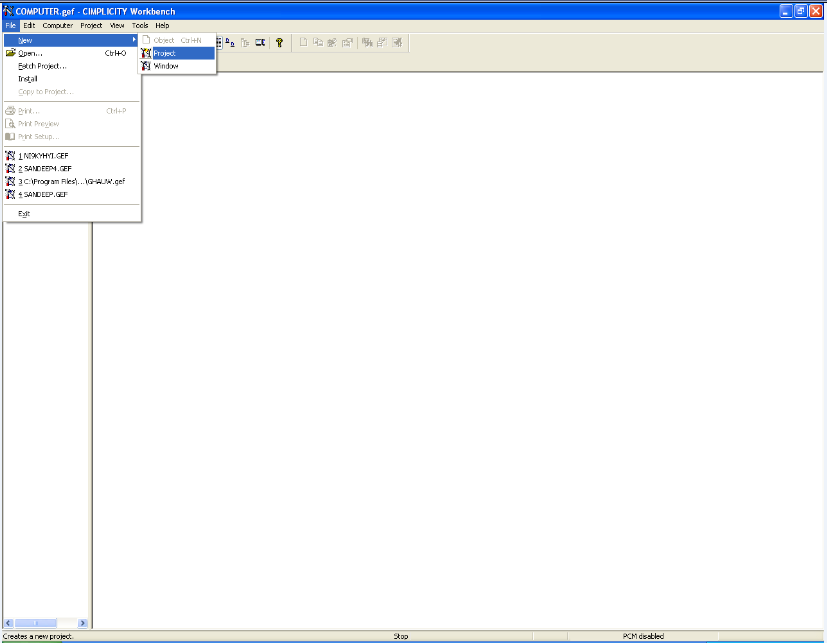 COMPUTER.gef - CIMPLICITY Workbench
File Edit Computer Project View Tools Help
New
Object Ctrl+N
Open... Ctrl+O
Project
Fetch Project...
Window
Install
Copy to Project...
Print... Ctrl+P
Print Preview
Print Setup...
1 NI9KYHYI.GEF
2 SANDEEP4.GEF
3 C:\Program Files\...\GHAUW.gef
4 SANDEEP.GEF
Exit
Creates a new project. Stop PCM disabled